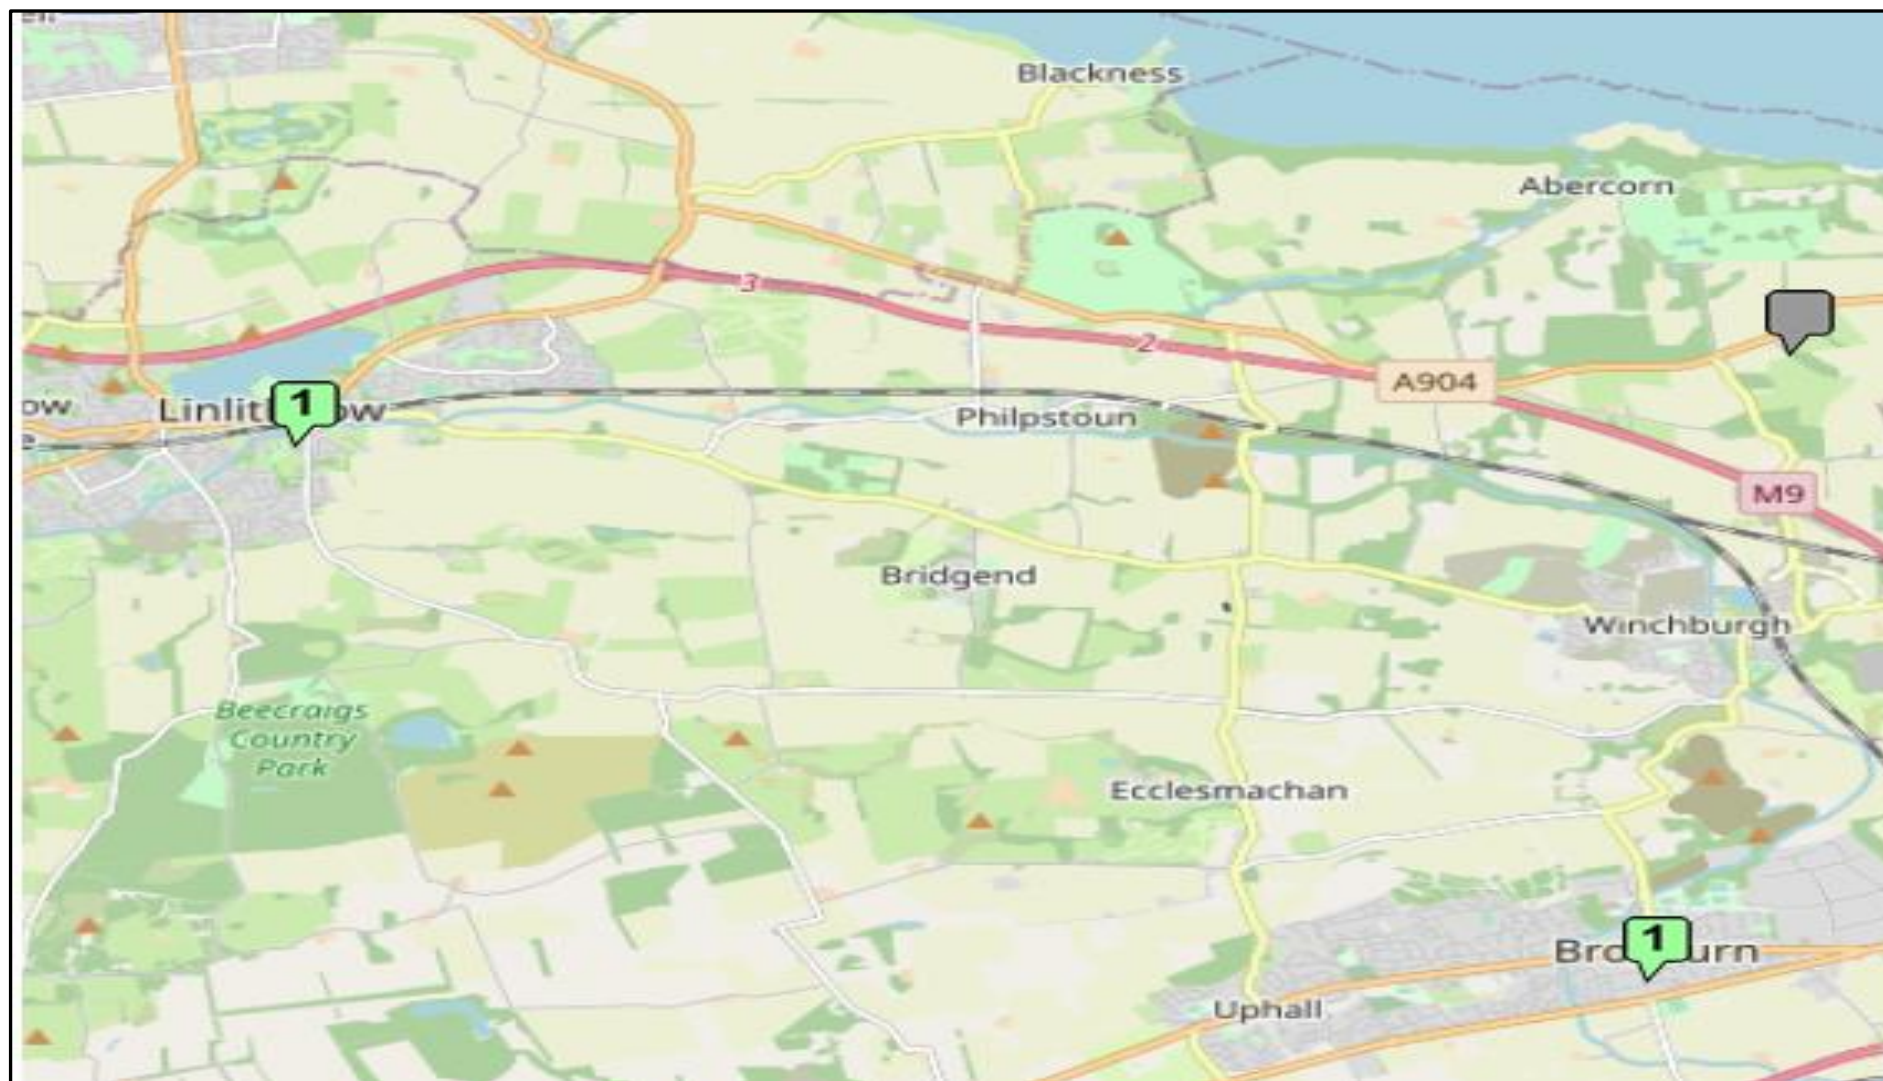 Blackness
Abercorn
3
2
A904
1
Philpstoun
M9
Bridgend
Winchburgh
Beecraigs
Country
Park
Ecclesmachan
1
Uphall